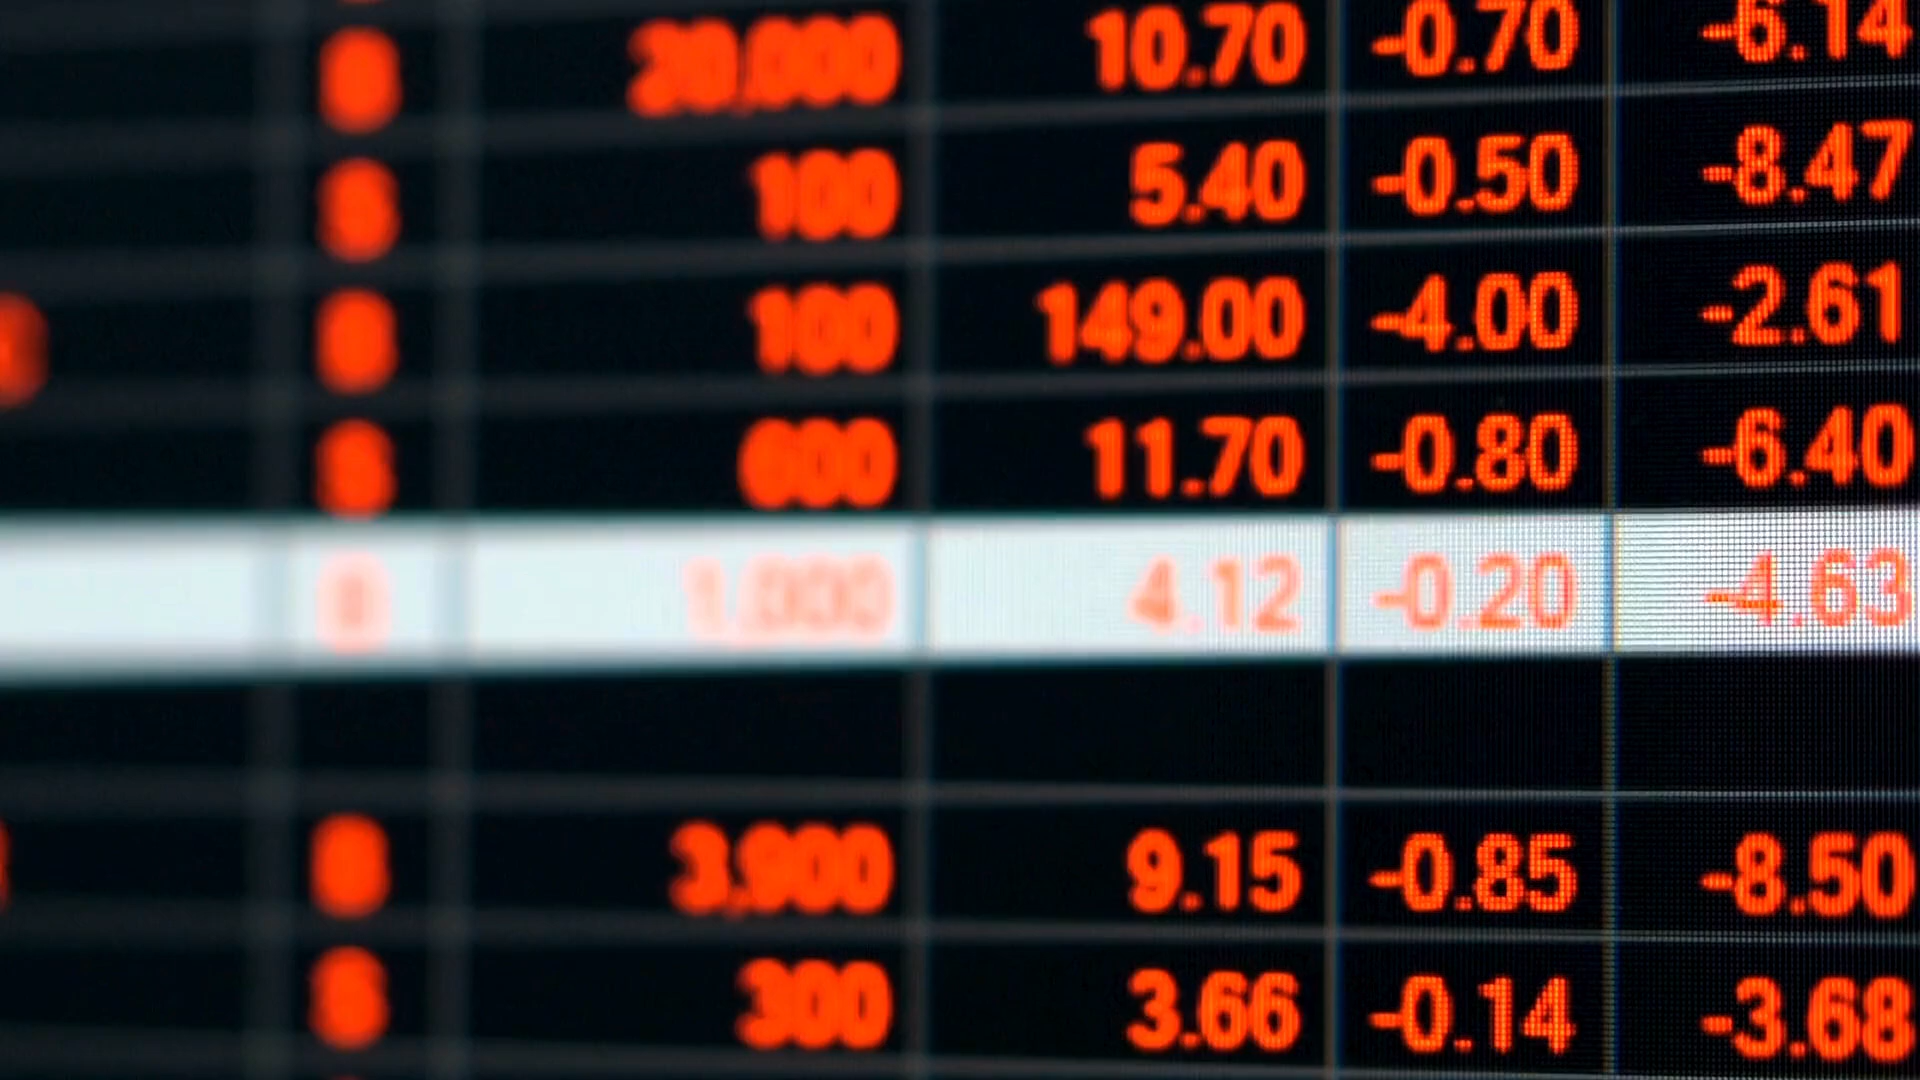 20,000 10.70 -0.70 -6.14
100 5.40 -0.50 -8.47
100 149.00 -4.00 -2.61
600 11.70 -0.80 -6.40
1,000 4.12 -0.20 -4.63
3,900 9.15 -0.85 -8.50
300 3.66 -0.14 -3.68